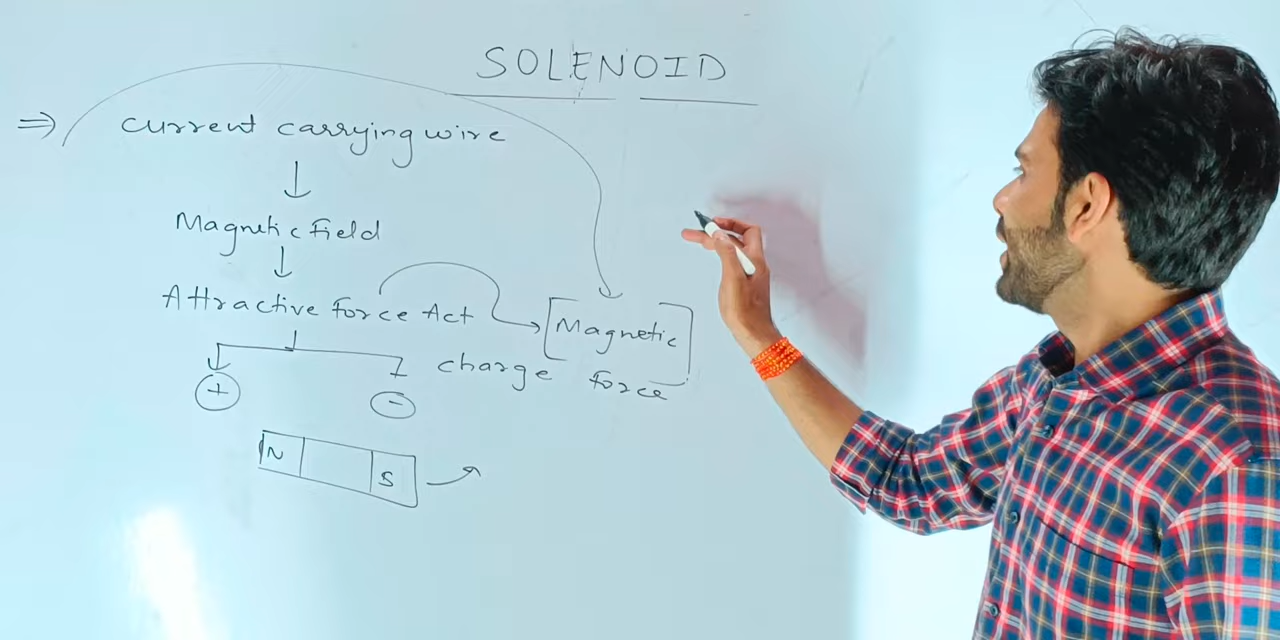 SOLENOID
⇒ current carrying wire
↓
Magnetic field
↓
Attractive force Act → [Magnetic
+ - charge force]
N S